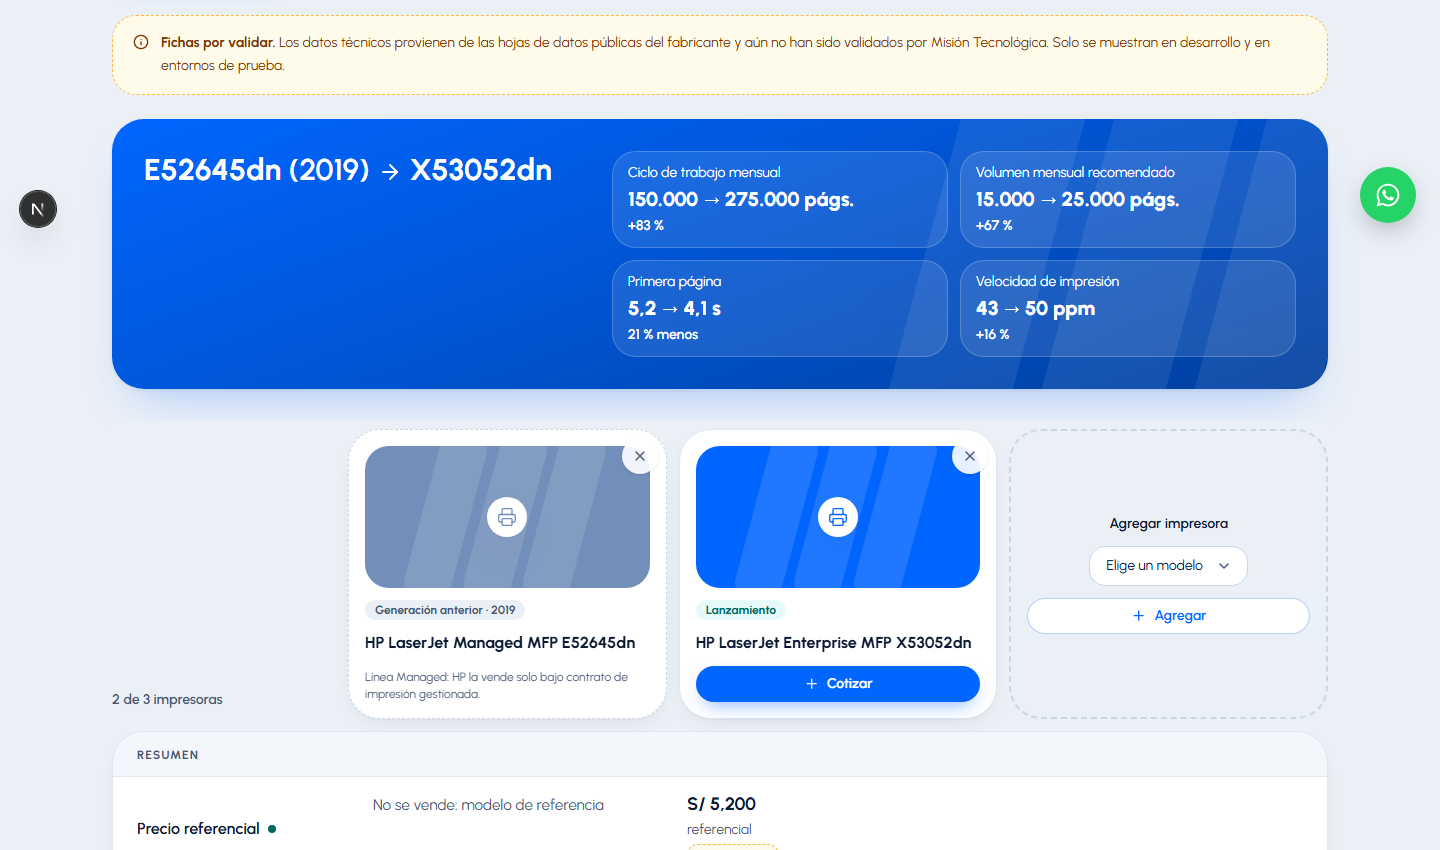 Fichas por validar. Los datos técnicos provienen de las hojas de datos públicas del fabricante y aún no han sido validados por Misión Tecnológica. Solo se muestran en desarrollo y en
entornos de prueba.
E52645dn (2019) → X53052dn
Ciclo de trabajo mensual
150.000 → 275.000 págs.
+83 %
Volumen mensual recomendado
15.000 → 25.000 págs.
+67 %
Primera página
5,2 → 4,1 s
21 % menos
Velocidad de impresión
43 → 50 ppm
+16 %
N
2 de 3 impresoras
Generación anterior · 2019
HP LaserJet Managed MFP E52645dn
Línea Managed: HP la vende solo bajo contrato de
impresión gestionada.
Lanzamiento
HP LaserJet Enterprise MFP X53052dn
+ Cotizar
Agregar impresora
Elige un modelo
+ Agregar
RESUMEN
Precio referencial
No se vende: modelo de referencia
S/ 5,200
referencial